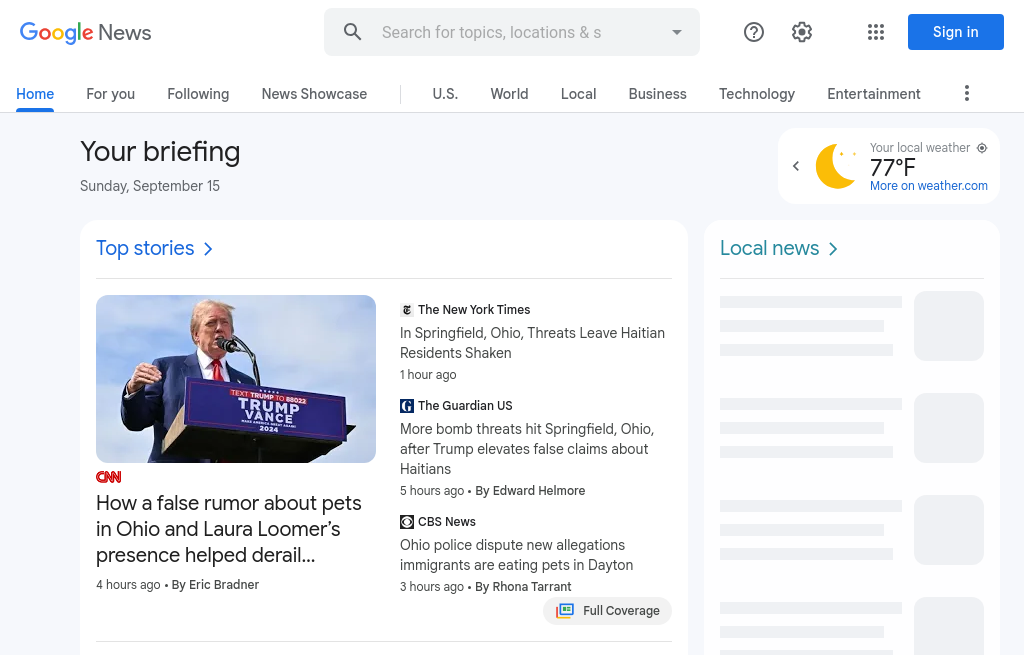 Google News
Search for topics, locations & s
Sign in
Home
For you
Following
News Showcase
U.S.
World
Local
Business
Technology
Entertainment
Your briefing
Sunday, September 15
Your local weather
77°F
More on weather.com
Top stories
Local news
TEXT TRUMP TO 88022
TRUMP
VANCE
MAKE AMERICA GREAT AGAIN!
2024
CNN
How a false rumor about pets
in Ohio and Laura Loomer’s
presence helped derail...
4 hours ago • By Eric Bradner
The New York Times
In Springfield, Ohio, Threats Leave Haitian
Residents Shaken
1 hour ago
The Guardian US
More bomb threats hit Springfield, Ohio,
after Trump elevates false claims about
Haitians
5 hours ago • By Edward Helmore
CBS News
Ohio police dispute new allegations
immigrants are eating pets in Dayton
3 hours ago • By Rhona Tarrant
Full Coverage